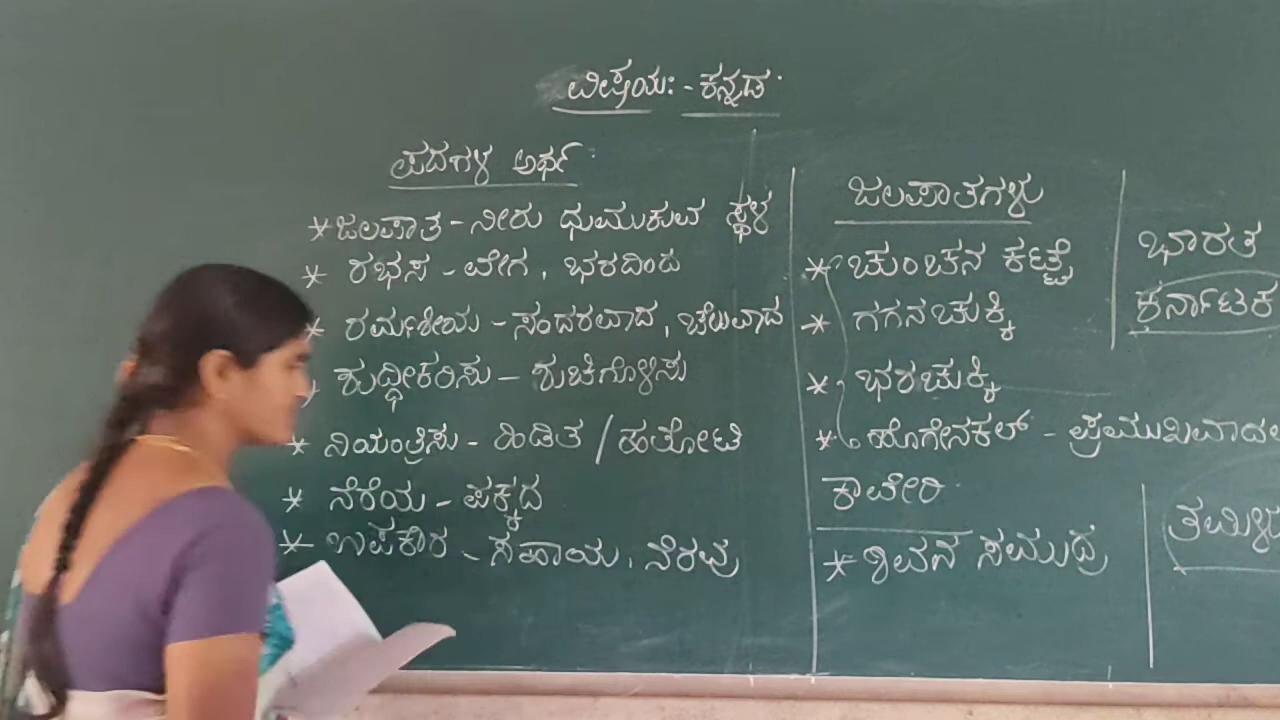 ವಿಷಯ: - ಕನ್ನಡ
ಪದಗಳ ಅರ್ಥ
* ಜಲಪಾತ - ನೀರು ಧುಮುಕುವ ಸ್ಥಳ
* ರಭಸ - ವೇಗ, ಭರದಿಂದ
* ರಮಣೀಯ - ಸುಂದರವಾದ, ಚೆಲುವಾದ
* ಶುದ್ಧೀಕರಿಸು - ಶುಚಿಗೊಳಿಸು
* ನಿಯಂತ್ರಿಸು - ಹಿಡಿತ / ಹತೋಟಿ
* ನೆರೆಯ - ಪಕ್ಕದ
* ಉಪಕಾರ - ಸಹಾಯ, ನೆರವು
ಜಲಪಾತಗಳು
* ಚುಂಚನ ಕಟ್ಟೆ
* ಗಗನಚುಕ್ಕಿ
* ಭರಚುಕ್ಕಿ
* ಹೊಗೇನಕಲ್ - ಪ್ರಮುಖವಾದ
ಕಾವೇರಿ
* ಶಿವನ ಸಮುದ್ರ
ಭಾರತ
ಕರ್ನಾಟಕ